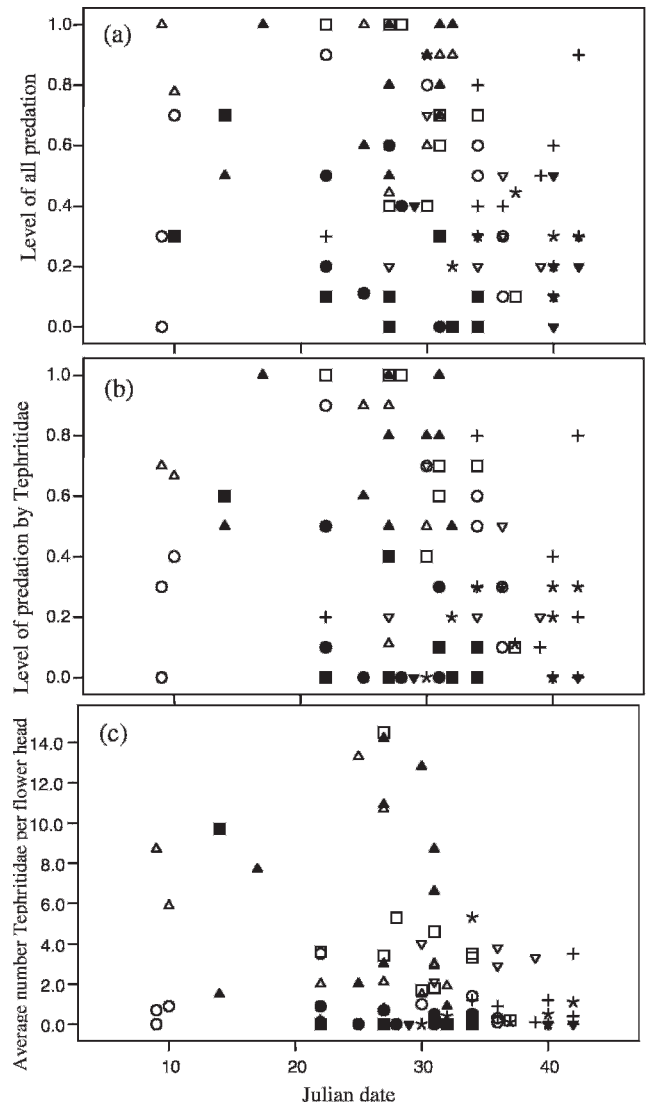 (a)
Level of all predation
1.0
0.8
0.6
0.4
0.2
0.0
(b)
Level of predation by Tephritidae
1.0
0.8
0.6
0.4
0.2
0.0
(c)
Average number Tephritidae per flower head
14.0
12.0
10.0
8.0
6.0
4.0
2.0
0.0
10 20 30 40
Julian date